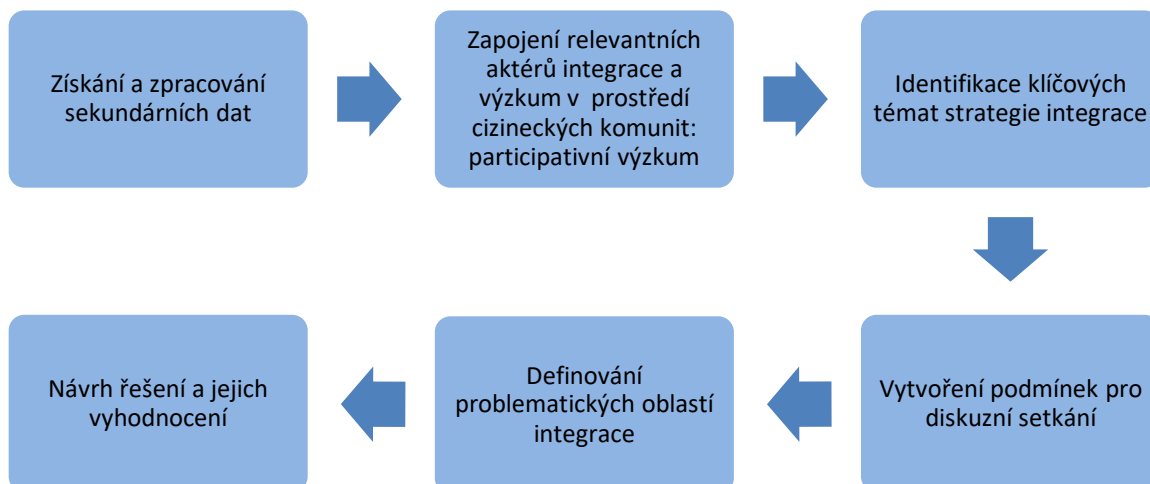 Získání a zpracování
sekundárních dat
Zapojení relevantních
aktérů integrace a
výzkum v prostředí
cizineckých komunit:
participativní výzkum
Identifikace klíčových
témat strategie integrace
Vytvoření podmínek pro
diskuzní setkání
Definování
problematických oblastí
integrace
Návrh řešení a jejich
vyhodnocení